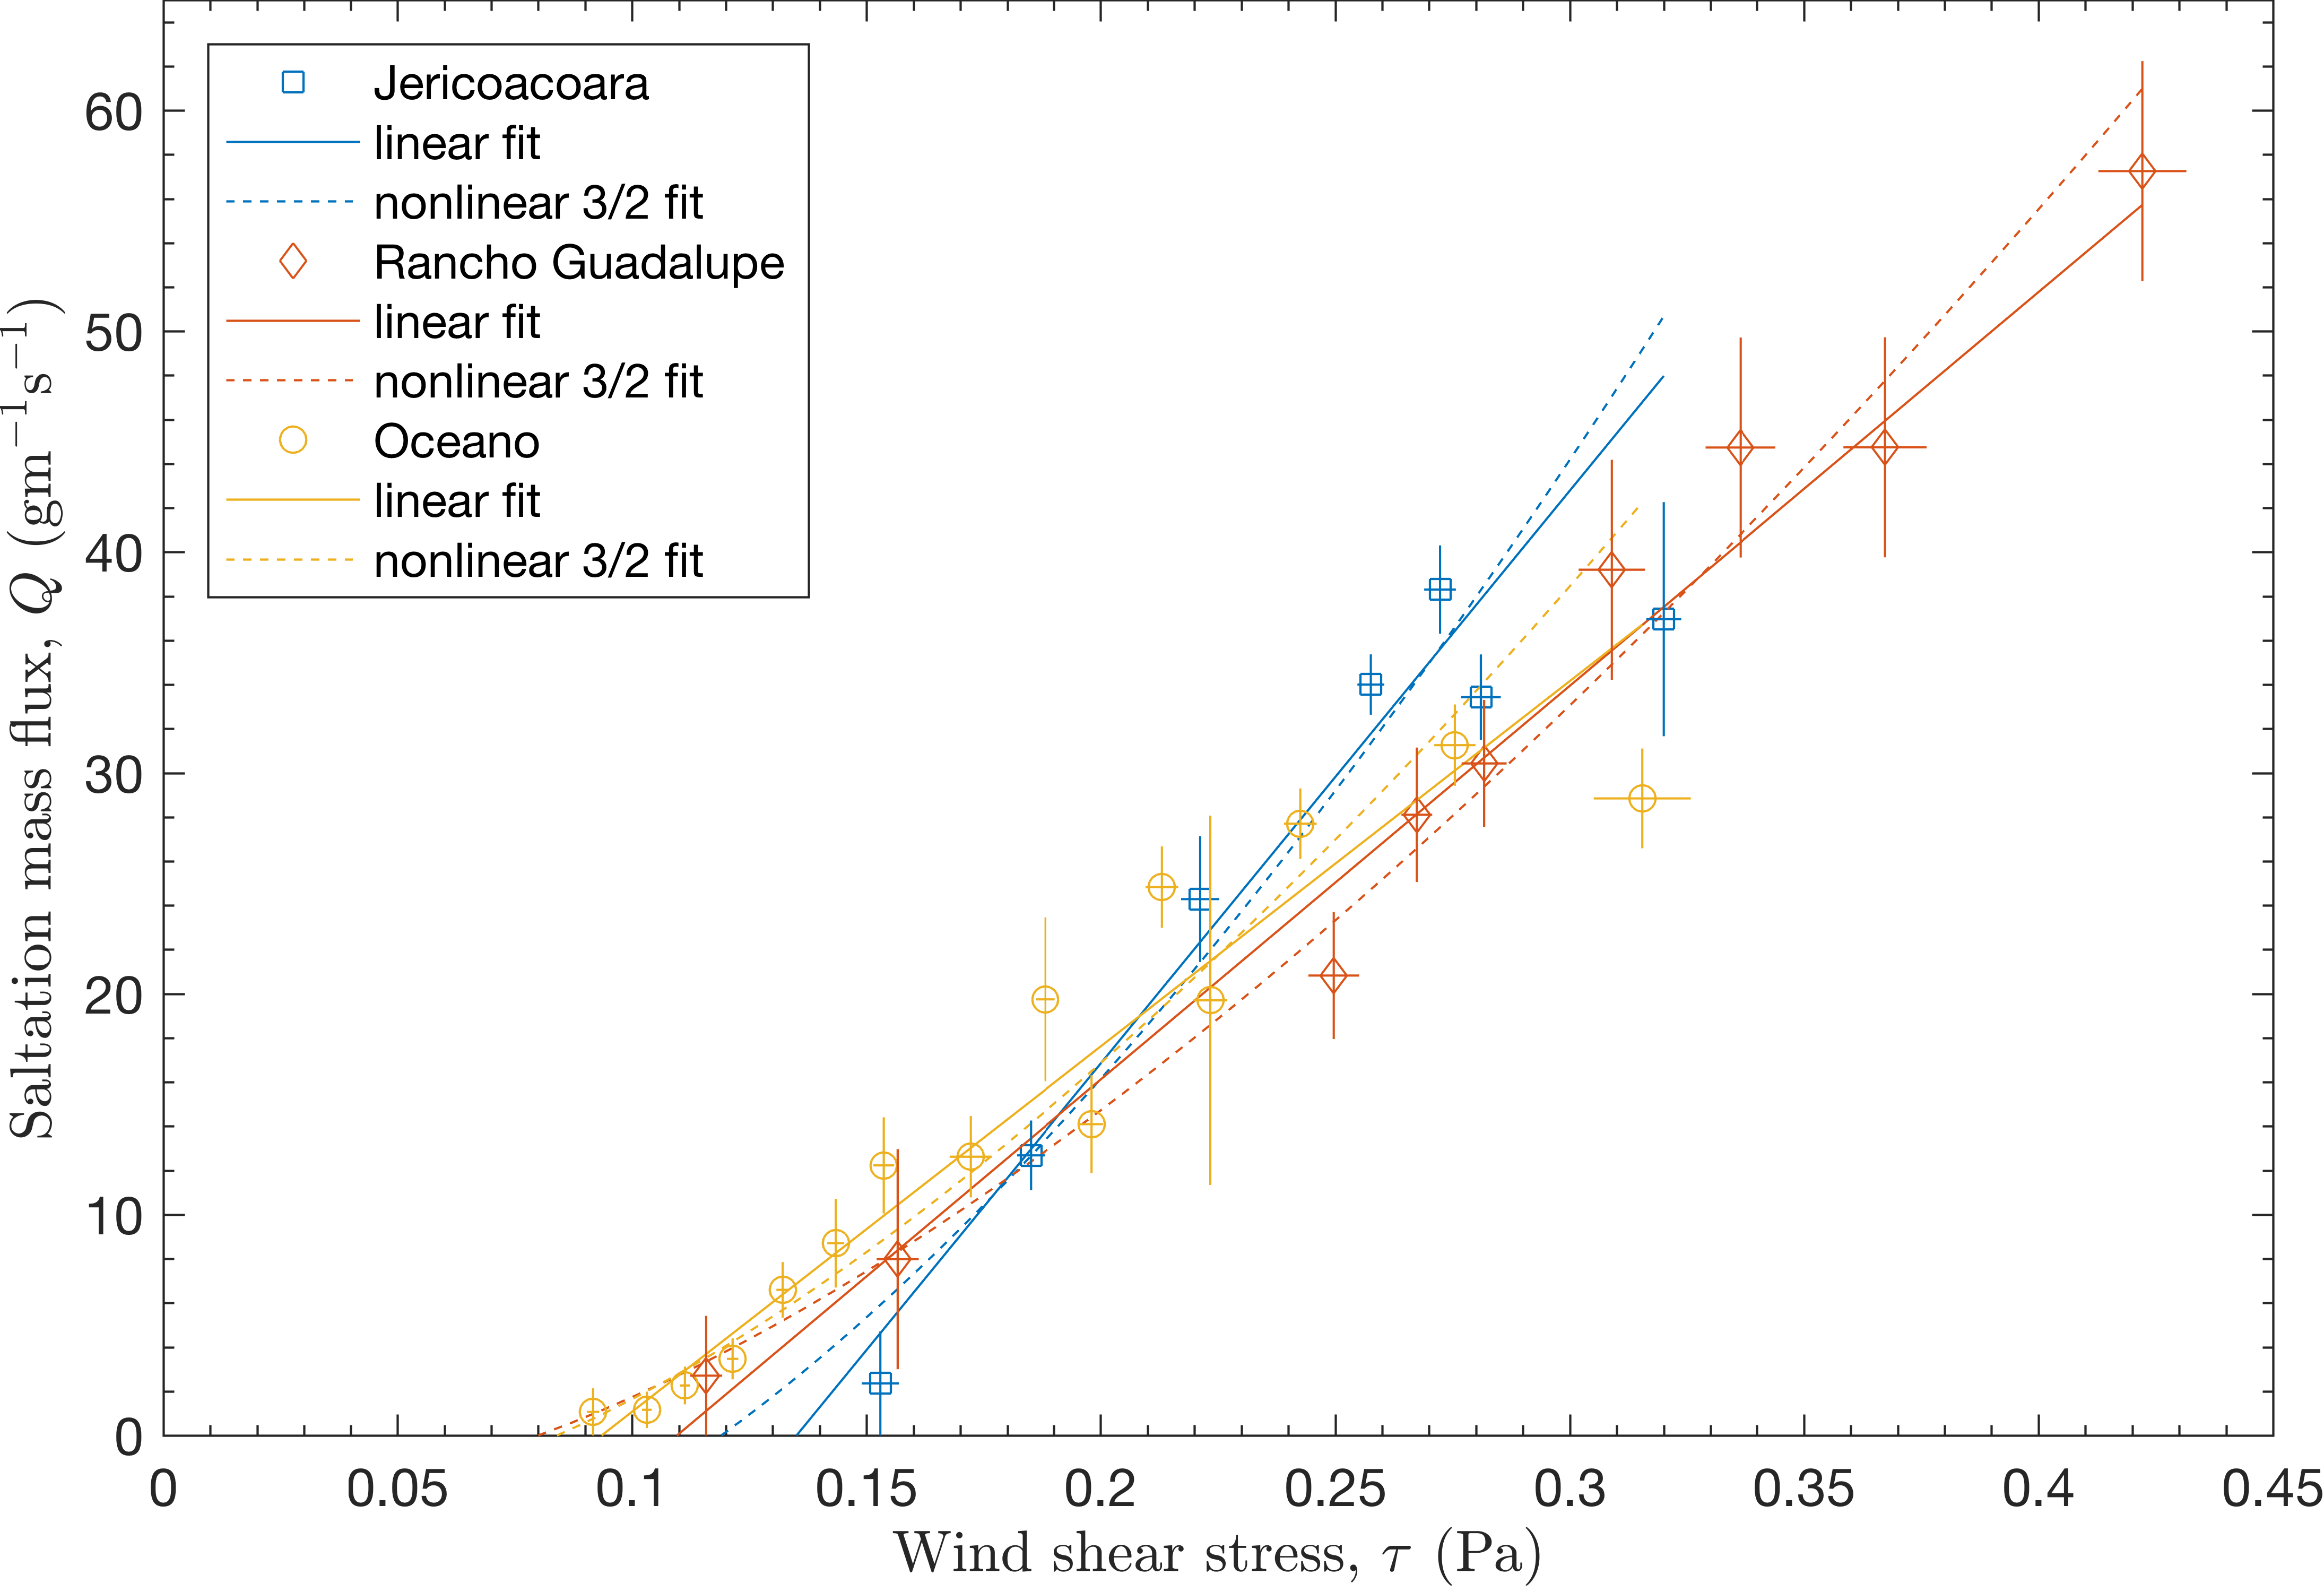 Jericoacoara
linear fit
nonlinear 3/2 fit
Rancho Guadalupe
linear fit
nonlinear 3/2 fit
Oceano
linear fit
nonlinear 3/2 fit
Saltation mass flux, Q (gm⁻¹s⁻¹)
60
50
40
30
20
10
0
0 0.05 0.1 0.15 0.2 0.25 0.3 0.35 0.4 0.45
Wind shear stress, τ (Pa)